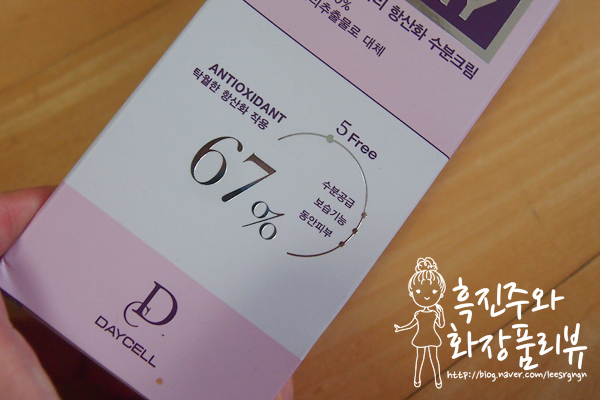 항산화 수분크림
0%
추출물로 대체
ANTIOXIDANT
탁월한 항산화 작용
67%
5 Free
수분공급
보습기능
동안피부
DAYCELL
흑진주와
화장품리뷰
http://blog.naver.com/leesrgngn